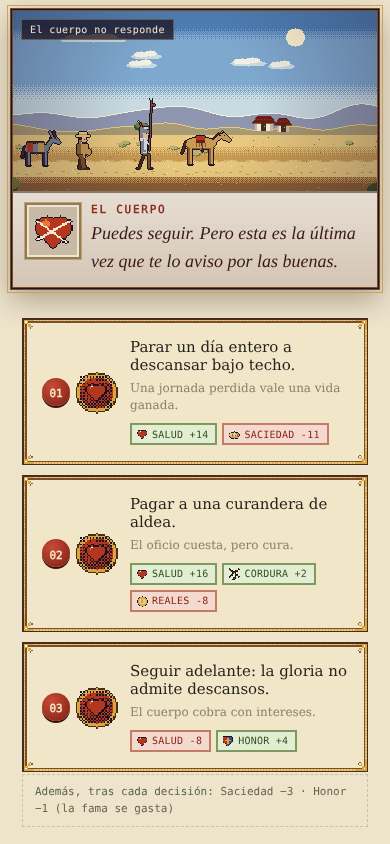 El cuerpo no responde
EL CUERPO
Puedes seguir. Pero esta es la última
vez que te lo aviso por las buenas.
01
Parar un día entero a
descansar bajo techo.
Una jornada perdida vale una vida
ganada.
SALUD +14
SACIEDAD -11
02
Pagar a una curandera de
aldea.
El oficio cuesta, pero cura.
SALUD +16
CORDURA +2
REALES -8
03
Seguir adelante: la gloria no
admite descansos.
El cuerpo cobra con intereses.
SALUD -8
HONOR +4
Además, tras cada decisión: Saciedad −3 · Honor
−1 (la fama se gasta)